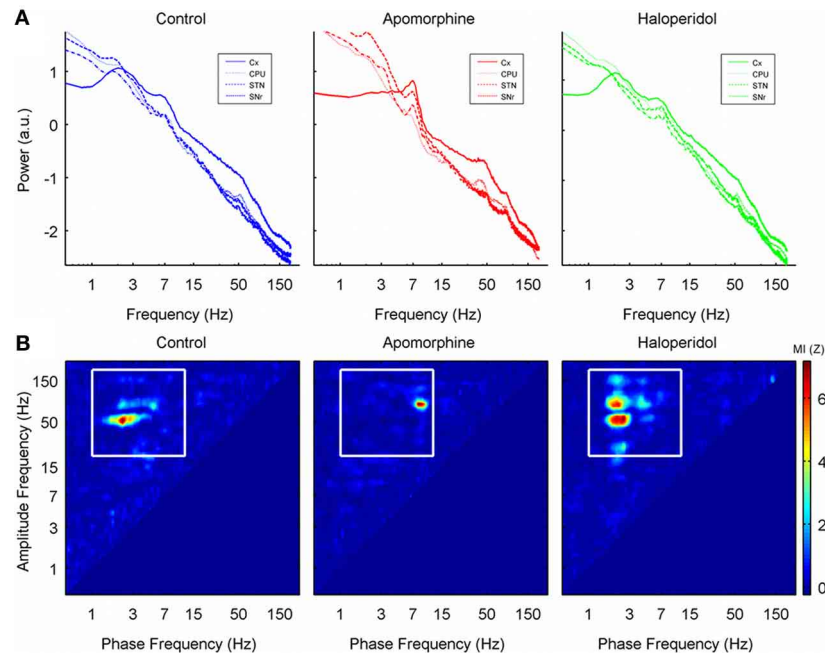 A
Control
Apomorphine
Haloperidol
Power (a.u.)
1
0
-1
-2
Cx
CPU
STN
SNr
Cx
CPU
STN
SNr
Cx
CPU
STN
SNr
1 3 7 15 50 150
1 3 7 15 50 150
1 3 7 15 50 150
Frequency (Hz)
Frequency (Hz)
Frequency (Hz)
B
Control
Apomorphine
Haloperidol
MI (Z)
Amplitude Frequency (Hz)
150
50
15
7
3
1
6
4
2
0
1 3 7 15 50 150
1 3 7 15 50 150
1 3 7 15 50 150
Phase Frequency (Hz)
Phase Frequency (Hz)
Phase Frequency (Hz)